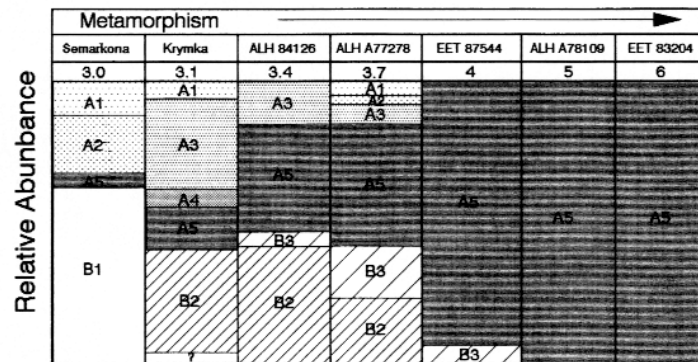 Metamorphism
Semarkona Krymka ALH 84126 ALH A77278 EET 87544 ALH A78109 EET 83204
3.0 3.1 3.4 3.7 4 5 6
Relative Abunbance
A1 A1 A3 A1
A2
A3
A2 A3
A5 A4
A5 A5 A5 A5 A5 A5
B3
B1 B2 B2 B3
B2
? B3